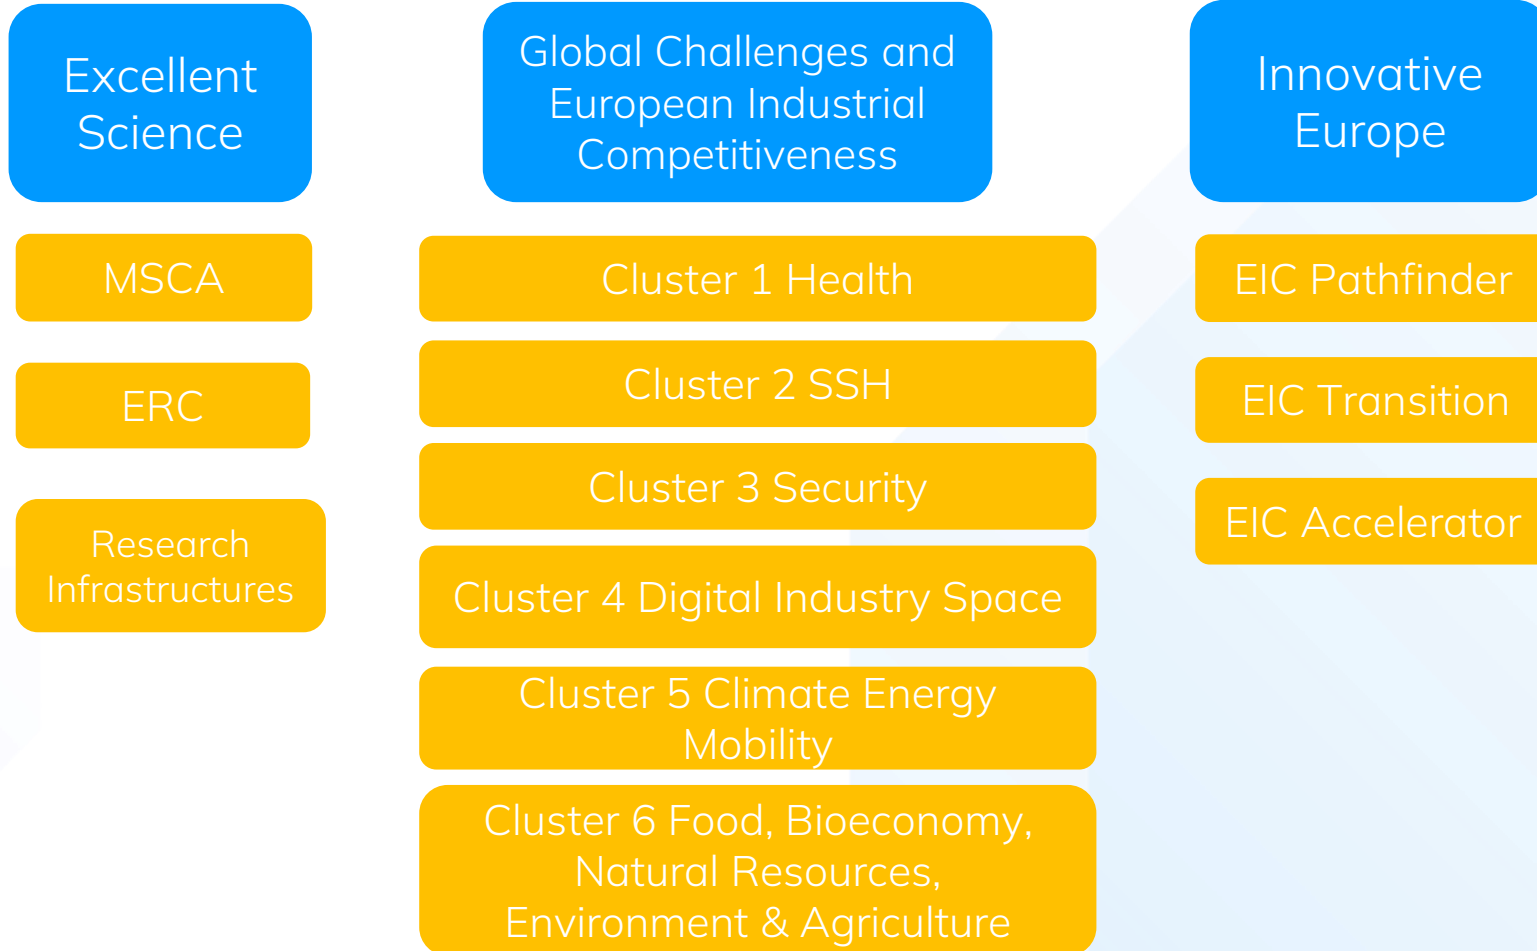 Excellent
Science
MSCA
ERC
Research
Infrastructures
Global Challenges and
European Industrial
Competitiveness
Cluster 1 Health
Cluster 2 SSH
Cluster 3 Security
Cluster 4 Digital Industry Space
Cluster 5 Climate Energy
Mobility
Cluster 6 Food, Bioeconomy,
Natural Resources,
Environment & Agriculture
Innovative
Europe
EIC Pathfinder
EIC Transition
EIC Accelerator